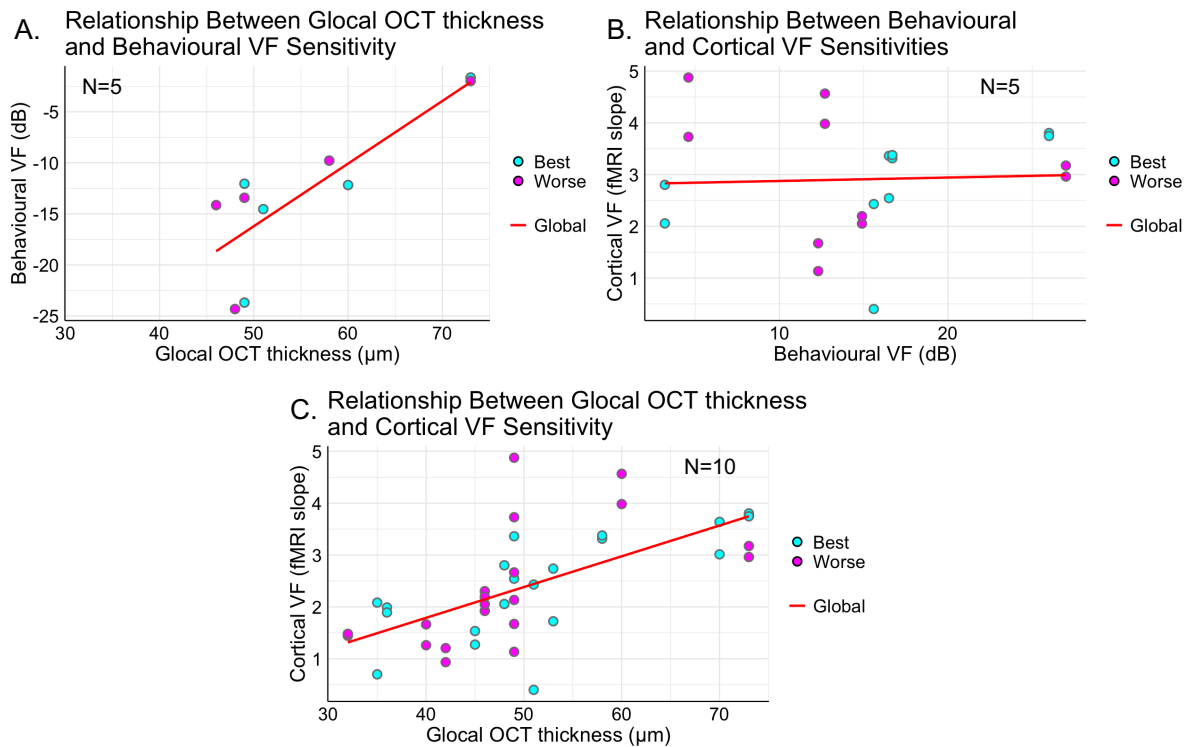 A.
Relationship Between Glocal OCT thickness
and Behavioural VF Sensitivity
N=5
Behavioural VF (dB)
-5
-10
-15
-20
-25
30 40 50 60 70
Glocal OCT thickness (µm)
Best
Worse
Global
B.
Relationship Between Behavioural
and Cortical VF Sensitivities
N=5
Cortical VF (fMRI slope)
5
4
3
2
1
10 20
Behavioural VF (dB)
Best
Worse
Global
C.
Relationship Between Glocal OCT thickness
and Cortical VF Sensitivity
N=10
Cortical VF (fMRI slope)
5
4
3
2
1
30 40 50 60 70
Glocal OCT thickness (µm)
Best
Worse
Global